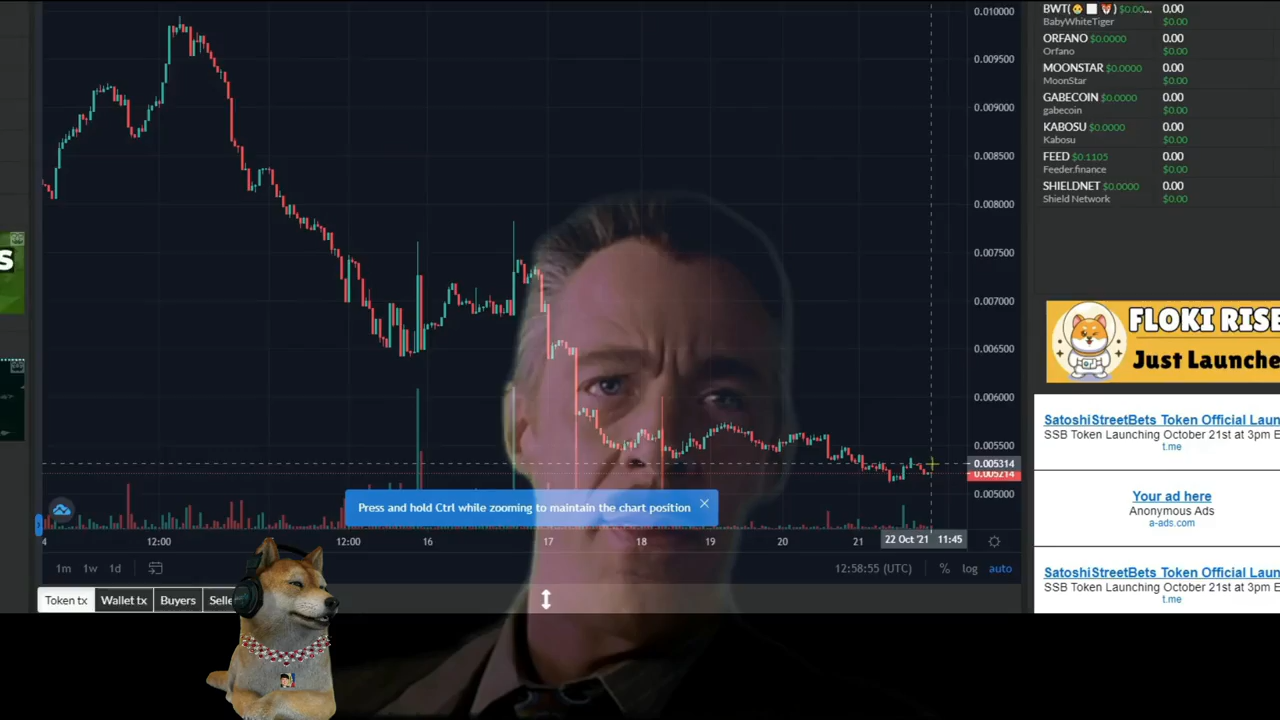 0.010000
0.009500
0.009000
0.008500
0.008000
0.007500
0.007000
0.006500
0.006000
0.005500
0.005314
0.005214
0.005000
BWT(🐯⬜🦊) $0.00... 0.00
BabyWhiteTiger $0.00
ORFANO $0.0000 0.00
Orfano $0.00
MOONSTAR $0.0000 0.00
MoonStar $0.00
GABECOIN $0.0000 0.00
gabecoin $0.00
KABOSU $0.0000 0.00
Kabosu $0.00
FEED $0.1105 0.00
Feeder.finance $0.00
SHIELDNET $0.0000 0.00
Shield Network $0.00
S
FLOKI RISE
Just Launche
SatoshiStreetBets Token Official Laun
SSB Token Launching October 21st at 3pm E
t.me
Your ad here
Anonymous Ads
a-ads.com
SatoshiStreetBets Token Official Laun
SSB Token Launching October 21st at 3pm E
t.me
Press and hold Ctrl while zooming to maintain the chart position
4 12:00 12:00 16 17 18 19 20 21 22 Oct '21 11:45
1m 1w 1d 12:58:55 (UTC) % log auto
Token tx Wallet tx Buyers Selle